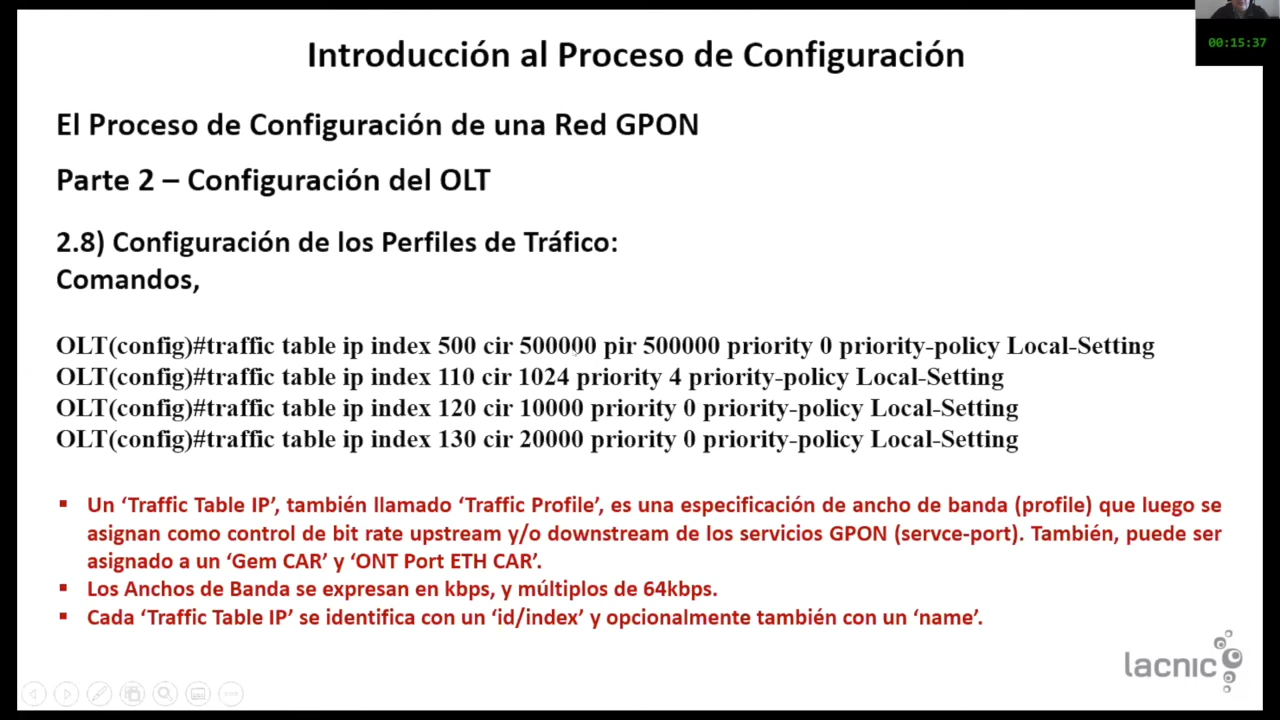 00:15:37
Introducción al Proceso de Configuración
El Proceso de Configuración de una Red GPON
Parte 2 – Configuración del OLT
2.8) Configuración de los Perfiles de Tráfico:
Comandos,
OLT(config)#traffic table ip index 500 cir 500000 pir 500000 priority 0 priority-policy Local-Setting
OLT(config)#traffic table ip index 110 cir 1024 priority 4 priority-policy Local-Setting
OLT(config)#traffic table ip index 120 cir 10000 priority 0 priority-policy Local-Setting
OLT(config)#traffic table ip index 130 cir 20000 priority 0 priority-policy Local-Setting
▪ Un ‘Traffic Table IP’, también llamado ‘Traffic Profile’, es una especificación de ancho de banda (profile) que luego se
asignan como control de bit rate upstream y/o downstream de los servicios GPON (servce-port). También, puede ser
asignado a un ‘Gem CAR’ y ‘ONT Port ETH CAR’.
▪ Los Anchos de Banda se expresan en kbps, y múltiplos de 64kbps.
▪ Cada ‘Traffic Table IP’ se identifica con un ‘id/index’ y opcionalmente también con un ‘name’.
lacnic